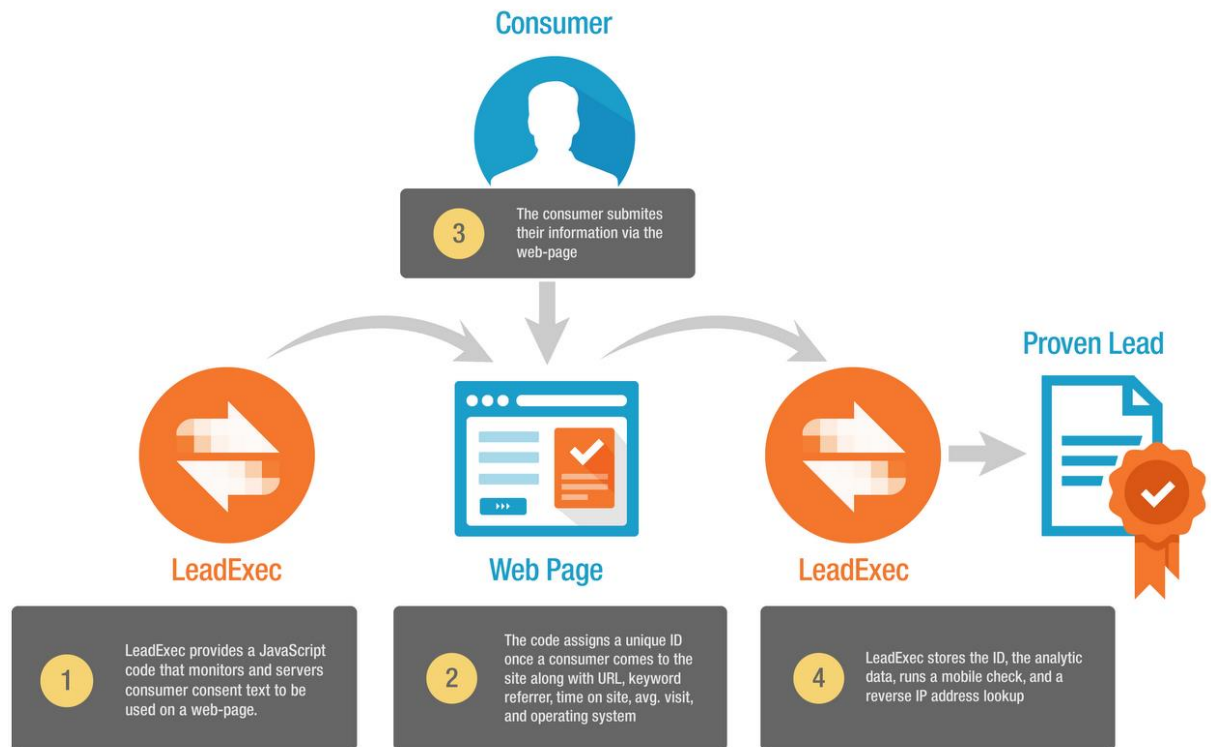 Consumer
3
The consumer submites
their information via the
web-page
Proven Lead
LeadExec
Web Page
LeadExec
1
LeadExec provides a JavaScript
code that monitors and servers
consumer consent text to be
used on a web-page.
2
The code assigns a unique ID
once a consumer comes to the
site along with URL, keyword
referrer, time on site, avg. visit,
and operating system
4
LeadExec stores the ID, the analytic
data, runs a mobile check, and a
reverse IP address lookup